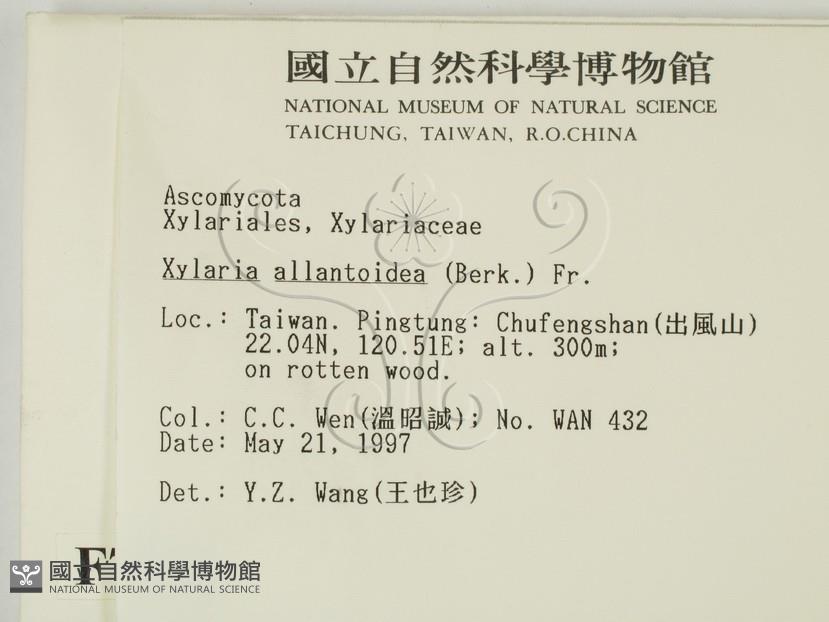 國立自然科學博物館
NATIONAL MUSEUM OF NATURAL SCIENCE
TAICHUNG, TAIWAN, R.O.CHINA
Ascomycota
Xylariales, Xylariaceae
Xylaria allantoidea (Berk.) Fr.
Loc.: Taiwan. Pingtung: Chufengshan(出風山)
22.04N, 120.51E; alt. 300m;
on rotten wood.
Col.: C.C. Wen(溫昭誠); No. WAN 432
Date: May 21, 1997
Det.: Y.Z. Wang(王也珍)
國立自然科學博物館
NATIONAL MUSEUM OF NATURAL SCIENCE